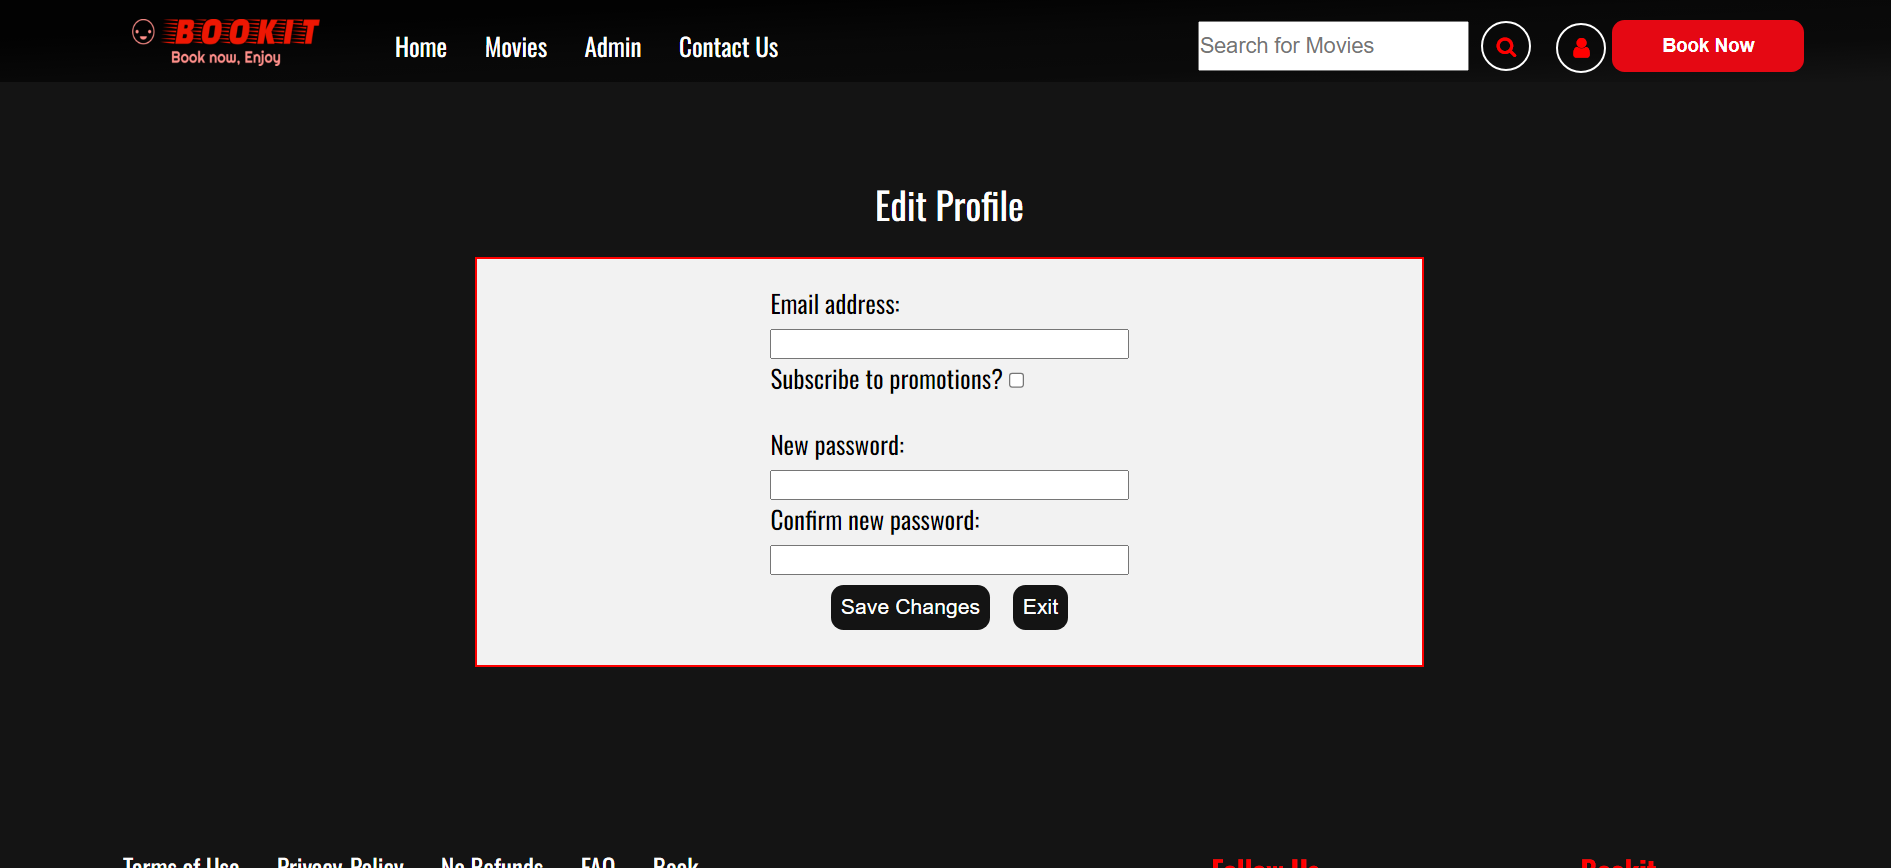 BOOKIT
Book now, Enjoy
Home Movies Admin Contact Us
Search for Movies
Book Now
Edit Profile
Email address:
Subscribe to promotions?
New password:
Confirm new password:
Save Changes Exit
Terms of Use Privacy-Policy No Refunds FAQ Book
Follow Us
Bookit